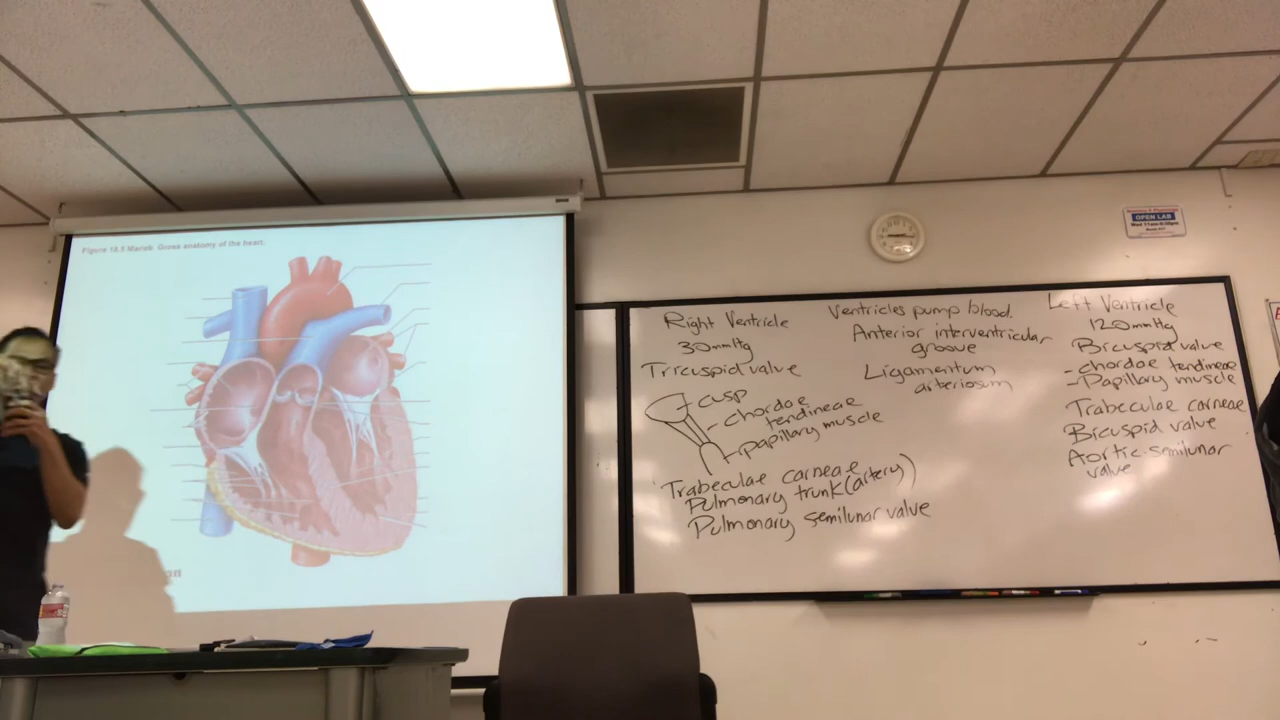 Figure 18.5 Marieb Gross anatomy of the heart.
on
OPEN LAB
Right Ventricle
30mmHg
Tricuspid valve
cusp
chordae
tendineae
papillary muscle
Trabeculae carneae
Pulmonary trunk (artery)
Pulmonary semilunar valve
Ventricles pump blood.
Anterior interventricular
groove
Ligamentum
arteriosum
Left Ventricle
120mmHg
Bicuspid valve
-chordae tendineae
-Papillary muscle
Trabeculae carneae
Bicuspid valve
Aortic semilunar
valve